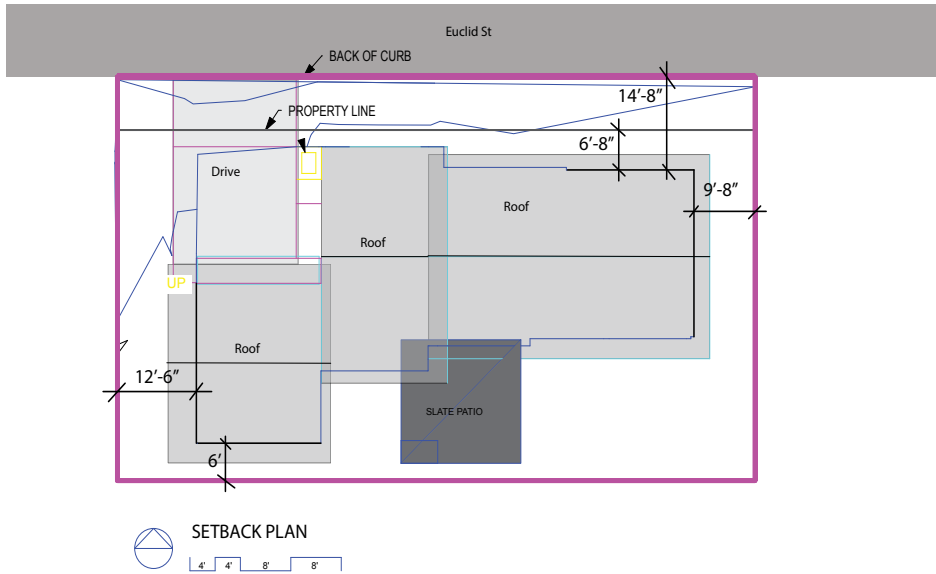 Euclid St
BACK OF CURB
14’-8”
PROPERTY LINE
6’-8”
Drive
9’-8”
Roof
Roof
UP
Roof
12’-6”
SLATE PATIO
6’
SETBACK PLAN
4' 4' 8' 8'